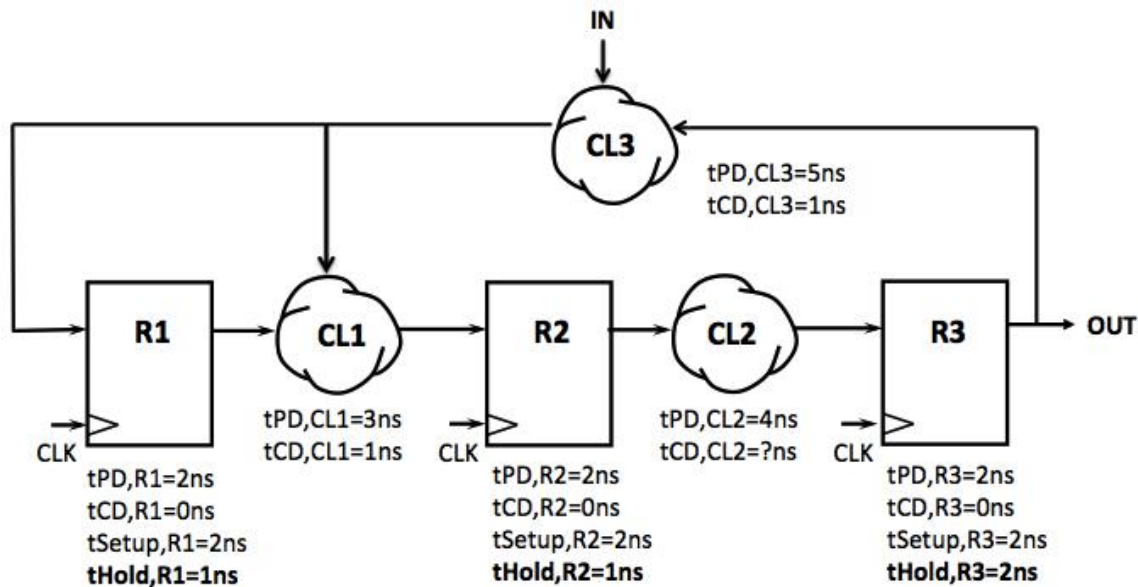 IN
CL3
tPD,CL3=5ns
tCD,CL3=1ns
R1
CL1
R2
CL2
R3
OUT
CLK
tPD,CL1=3ns
tCD,CL1=1ns
CLK
tPD,CL2=4ns
tCD,CL2=?ns
CLK
tPD,R1=2ns
tCD,R1=0ns
tSetup,R1=2ns
tHold,R1=1ns
tPD,R2=2ns
tCD,R2=0ns
tSetup,R2=2ns
tHold,R2=1ns
tPD,R3=2ns
tCD,R3=0ns
tSetup,R3=2ns
tHold,R3=2ns